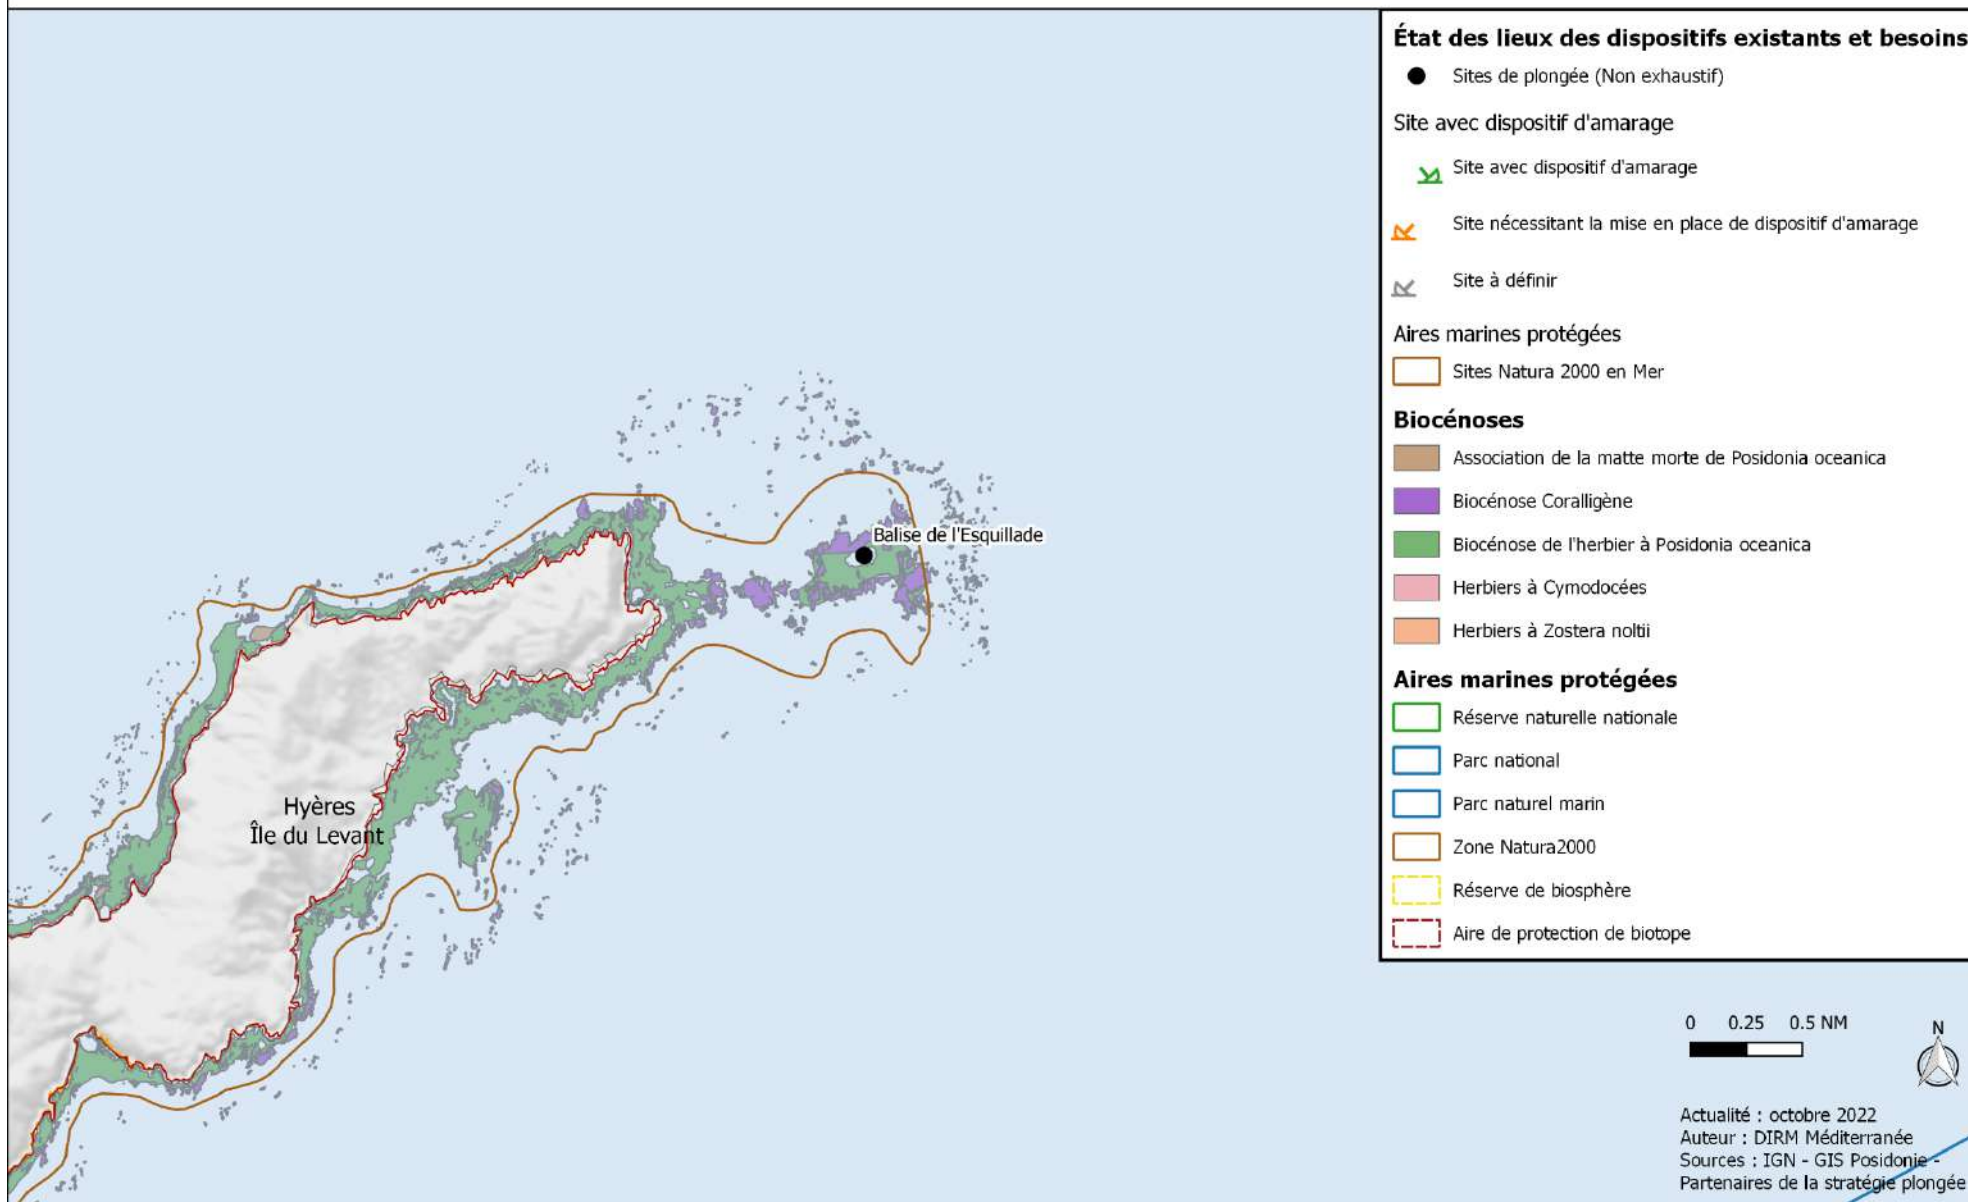 État des lieux des dispositifs existants et besoins
Sites de plongée (Non exhaustif)
Site avec dispositif d'amarage
Site avec dispositif d'amarage
Site nécessitant la mise en place de dispositif d'amarage
Site à définir
Aires marines protégées
Sites Natura 2000 en Mer
Biocénoses
Association de la matte morte de Posidonia oceanica
Biocénose Coralligène
Biocénose de l'herbier à Posidonia oceanica
Herbiers à Cymodocées
Herbiers à Zostera noltii
Aires marines protégées
Réserve naturelle nationale
Parc national
Parc naturel marin
Zone Natura2000
Réserve de biosphère
Aire de protection de biotope
Balise de l'Esquillade
Hyères
Île du Levant
0 0.25 0.5 NM
N
Actualité : octobre 2022
Auteur : DIRM Méditerranée
Sources : IGN - GIS Posidonie -
Partenaires de la stratégie plongée